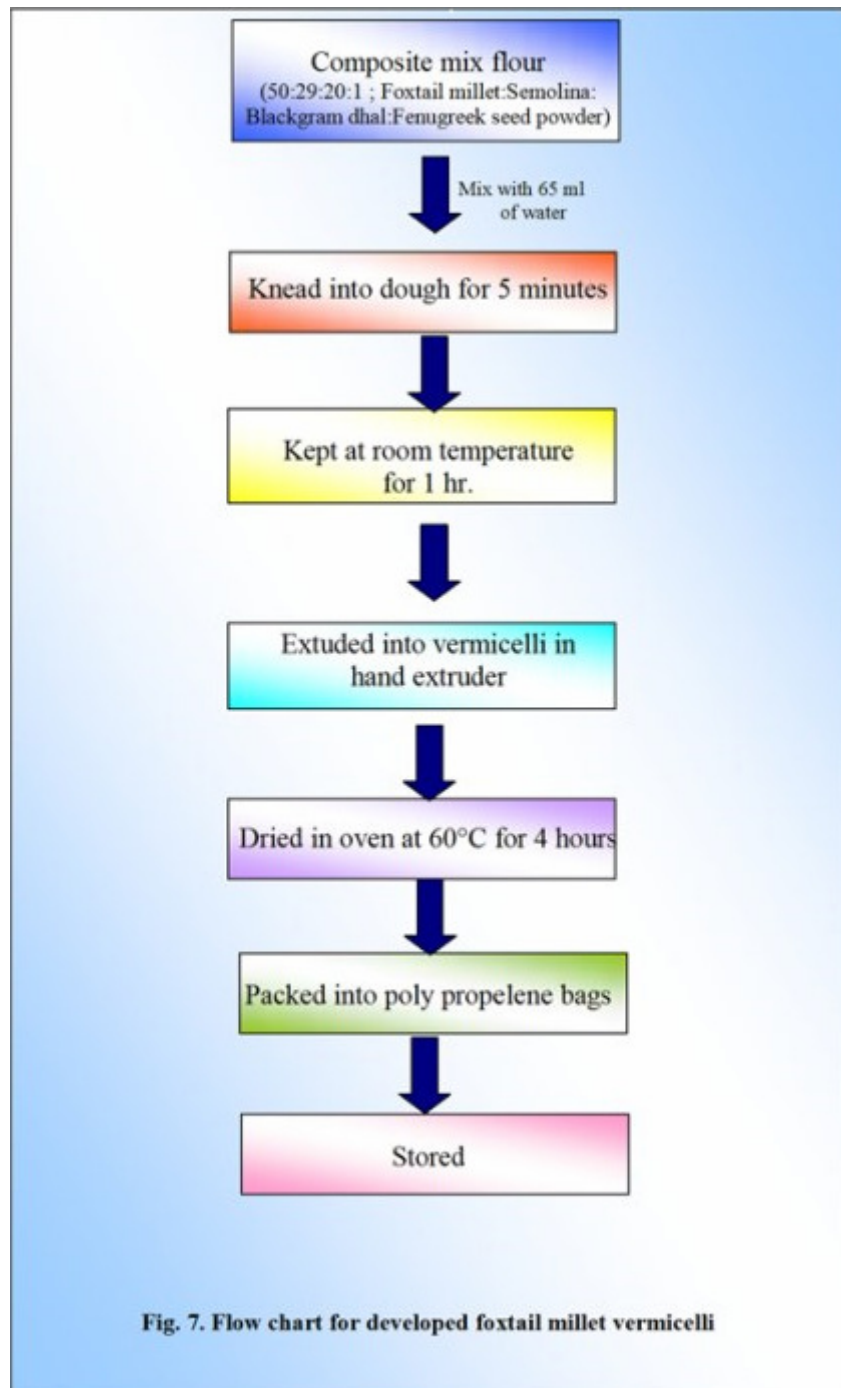 Composite mix flour
(50:29:20:1 ; Foxtail millet:Semolina:
Blackgram dhal:Fenugreek seed powder)
Mix with 65 ml
of water
Knead into dough for 5 minutes
Kept at room temperature
for 1 hr.
Extuded into vermicelli in
hand extruder
Dried in oven at 60°C for 4 hours
Packed into poly propelene bags
Stored
Fig. 7. Flow chart for developed foxtail millet vermicelli